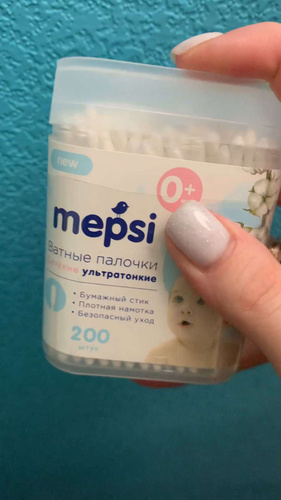 new
0+
mepsi
Ватные палочки
ультратонкие
• Бумажный стик
• Плотная намотка
• Безопасный уход
200
штук